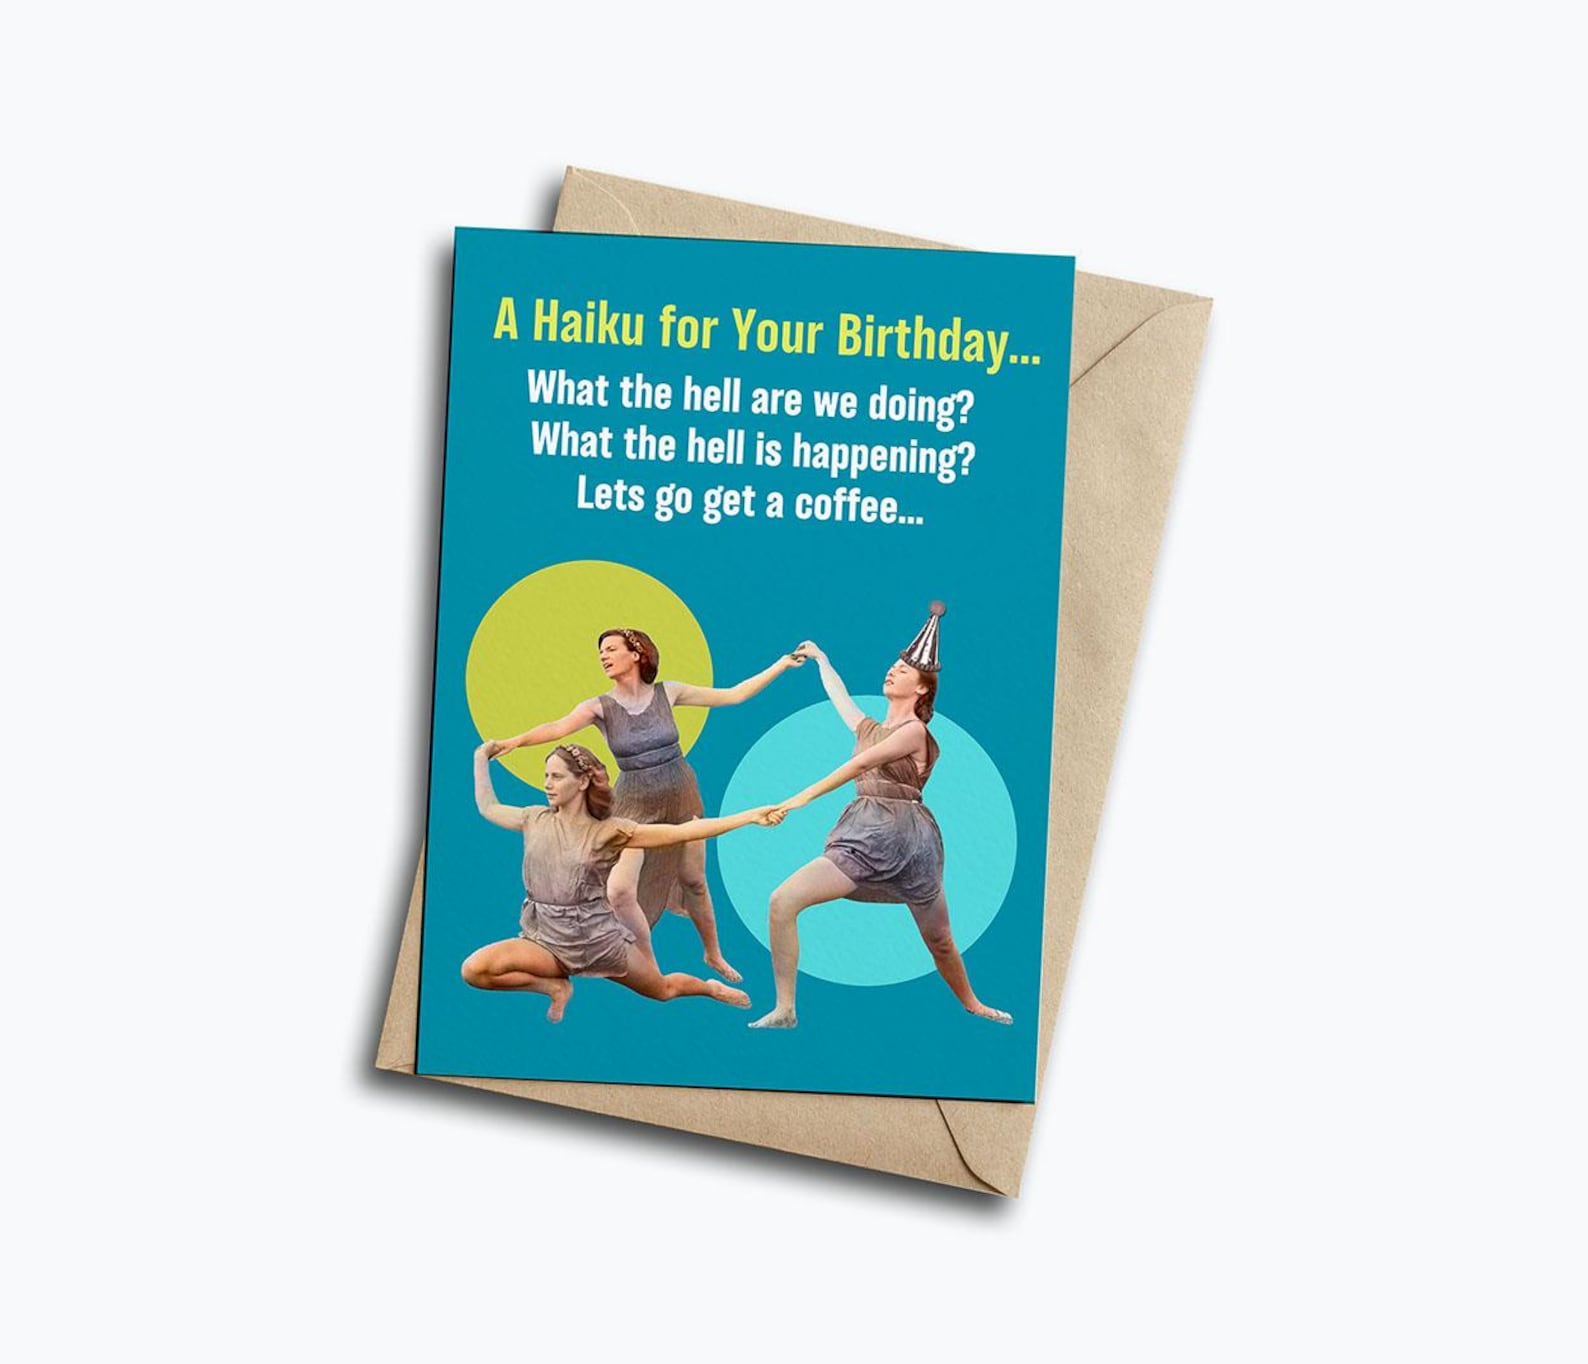 A Haiku for Your Birthday...
What the hell are we doing?
What the hell is happening?
Lets go get a coffee...